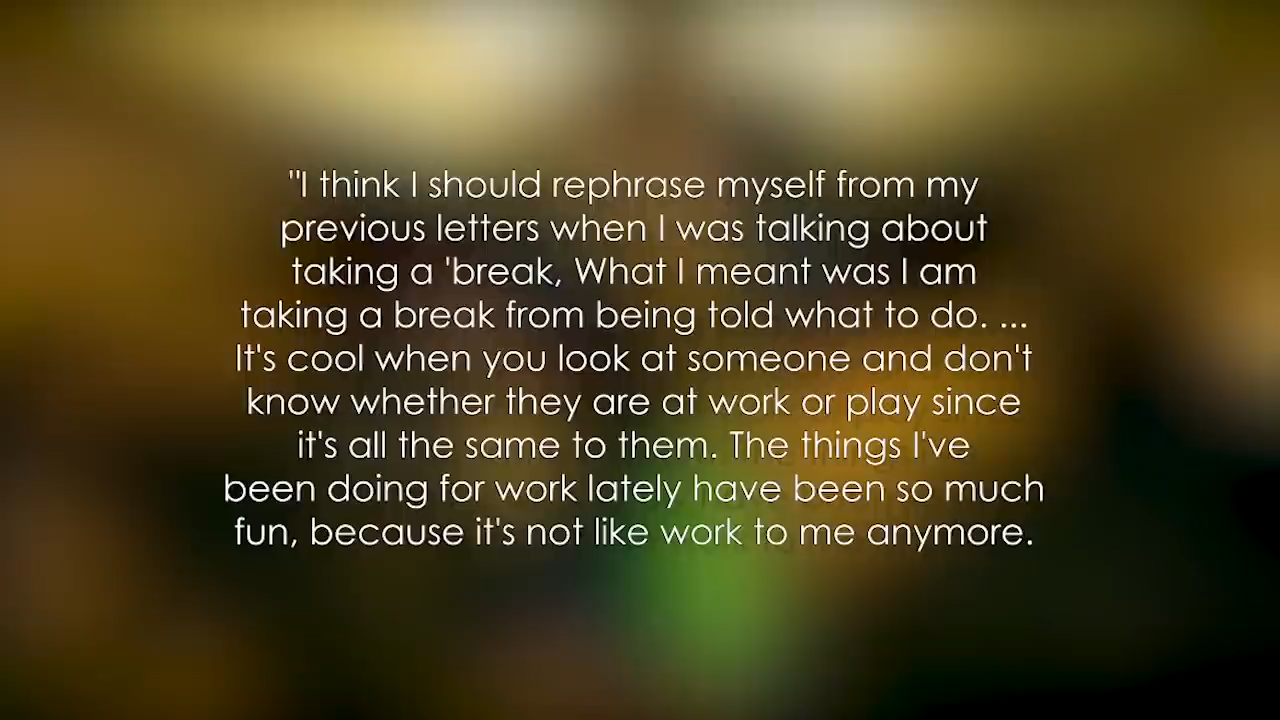 "I think I should rephrase myself from my
previous letters when I was talking about
taking a 'break, What I meant was I am
taking a break from being told what to do. ...
It's cool when you look at someone and don't
know whether they are at work or play since
it's all the same to them. The things I've
been doing for work lately have been so much
fun, because it's not like work to me anymore.